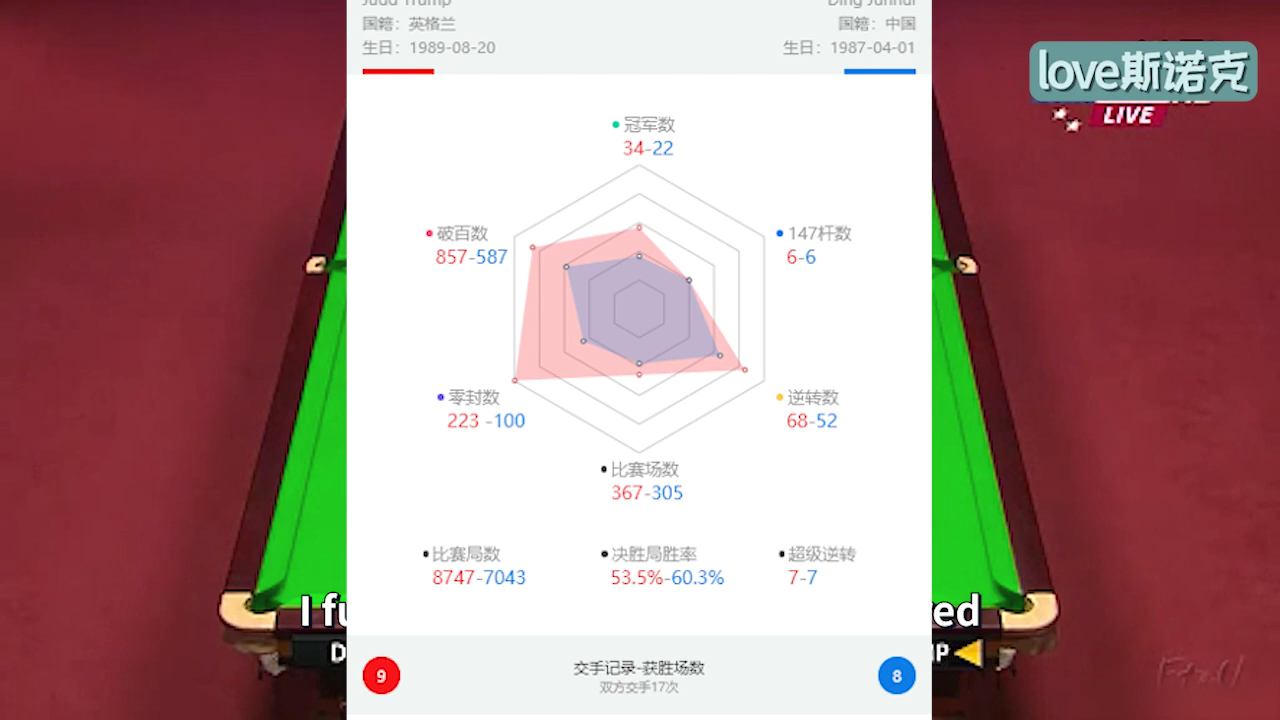 Judd Trump
Ding Junhui
国籍：英格兰
国籍：中国
生日：1989-08-20
生日：1987-04-01
love斯诺克
LIVE
冠军数
34-22
破百数
857-587
147杆数
6-6
零封数
223 -100
逆转数
68-52
比赛场数
367-305
比赛局数
8747-7043
决胜局胜率
53.5%-60.3%
超级逆转
7-7
交手记录-获胜场数
双方交手17次
9
8